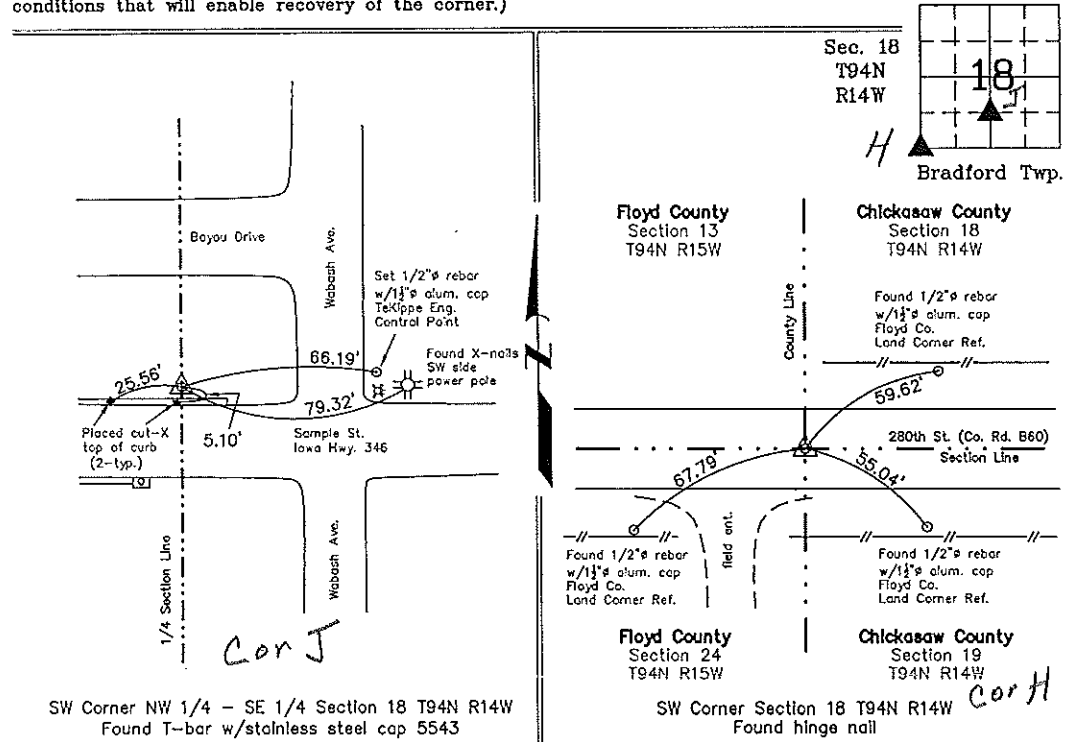 conditions that will enable recovery of the corner.)
Sec. 18
T94N
R14W
18
J
H
Bradford Twp.
Bayou Drive
Wabash Ave.
Set 1/2"ø rebar
w/1½"ø alum. cap
TeKippe Eng.
Control Point
66.19'
Found X-nails
SW side
power pole
25.56'
79.32'
5.10'
Placed cut-X
top of curb
(2-typ.)
Sample St.
Iowa Hwy. 346
Wabash Ave.
1/4 Section Line
Cor J
SW Corner NW 1/4 - SE 1/4 Section 18 T94N R14W
Found T-bar w/stainless steel cap 5543
N
Floyd County
Section 13
T94N R15W
Chickasaw County
Section 18
T94N R14W
County Line
Found 1/2"ø rebar
w/1½"ø alum. cap
Floyd Co.
Land Corner Ref.
59.62'
280th St. (Co. Rd. B60)
Section Line
67.79'
55.04'
field ent.
Found 1/2"ø rebar
w/1½"ø alum. cap
Floyd Co.
Land Corner Ref.
Found 1/2"ø rebar
w/1½"ø alum. cap
Floyd Co.
Land Corner Ref.
Floyd County
Section 24
T94N R15W
Chickasaw County
Section 19
T94N R14W
Cor H
SW Corner Section 18 T94N R14W
Found hinge nail